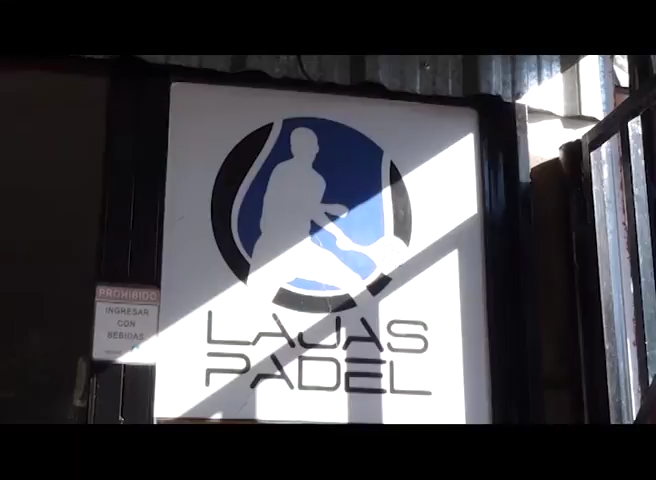 LAJAS
PADEL
PROHIBIDO
INGRESAR
CON
BEBIDAS